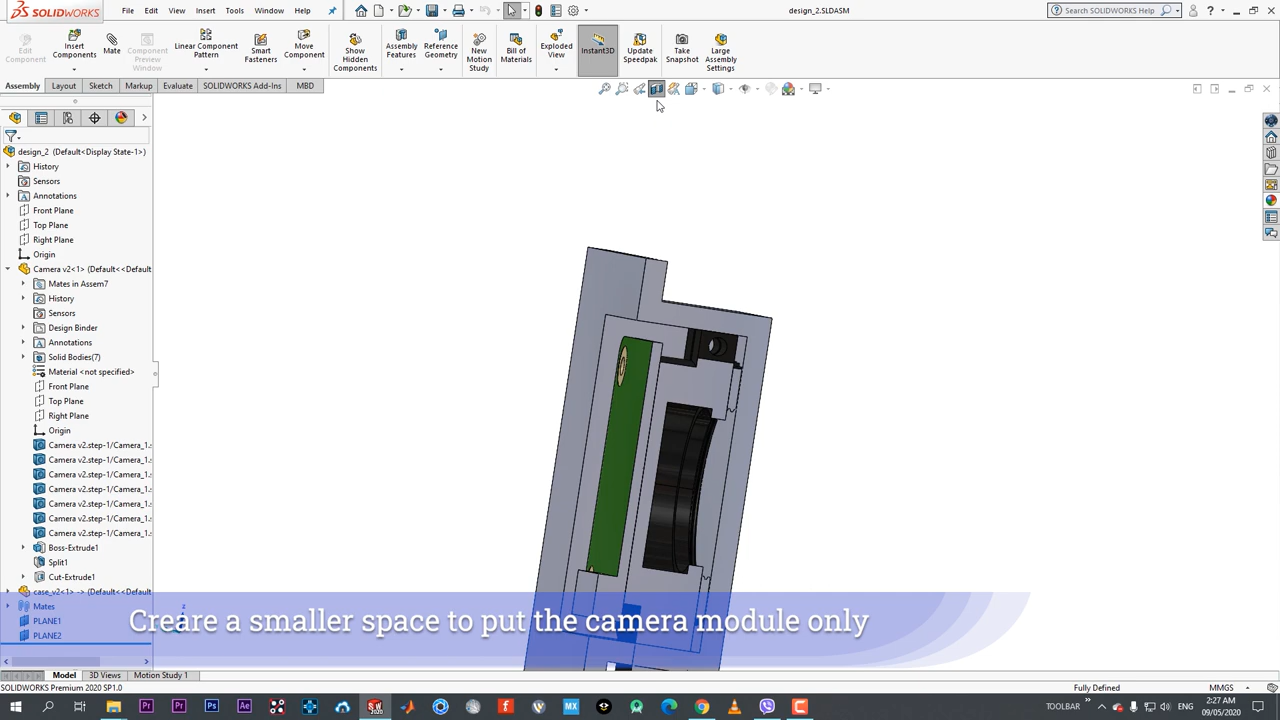 SOLIDWORKS
File Edit View Insert Tools Window Help
design_2.SLDASM
Search SOLIDWORKS Help
Edit Component
Insert Components
Mate
Component Preview Window
Linear Component Pattern
Smart Fasteners
Move Component
Show Hidden Components
Assembly Features
Reference Geometry
New Motion Study
Bill of Materials
Exploded View
Instant3D
Update Speedpak
Take Snapshot
Large Assembly Settings
Assembly Layout Sketch Markup Evaluate SOLIDWORKS Add-Ins MBD
design_2 (Default<Display State-1>)
History
Sensors
Annotations
Front Plane
Top Plane
Right Plane
Origin
Camera v2<1> (Default<<Default
Mates in Assem7
History
Sensors
Design Binder
Annotations
Solid Bodies(7)
Material <not specified>
Front Plane
Top Plane
Right Plane
Origin
Camera v2.step-1/Camera_1.
Camera v2.step-1/Camera_1.
Camera v2.step-1/Camera_1.
Camera v2.step-1/Camera_1.
Camera v2.step-1/Camera_1.
Camera v2.step-1/Camera_1.
Camera v2.step-1/Camera_1.
Boss-Extrude1
Split1
Cut-Extrude1
case_v2<1> -> (Default<<Default
Mates
PLANE1
PLANE2
Creare a smaller space to put the camera module only
Model 3D Views Motion Study 1
SOLIDWORKS Premium 2020 SP1.0
Fully Defined
MMGS
TOOLBAR
ENG
2:27 AM
09/05/2020